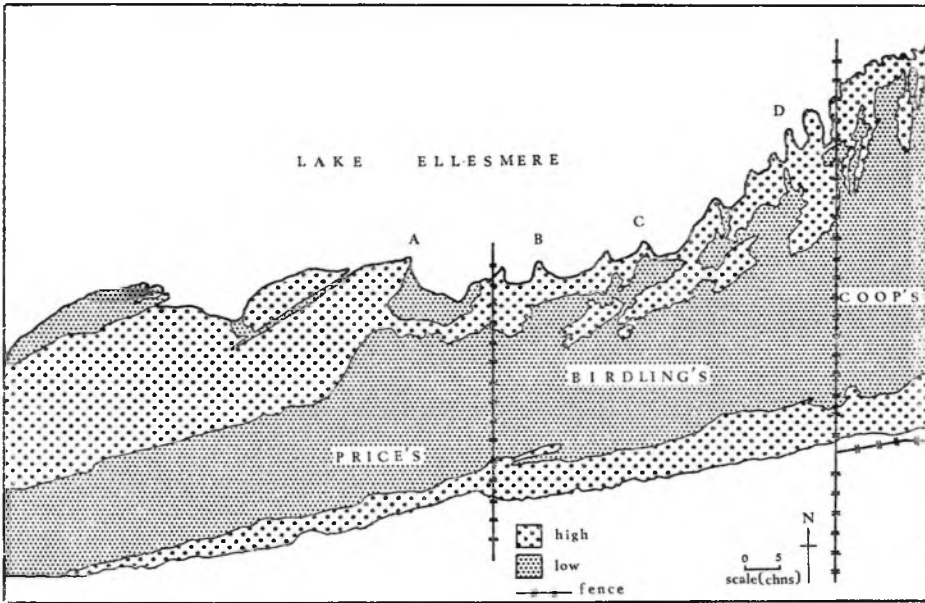 D
LAKE ELLESMERE
A
B
C
COOP'S
BIRDLING'S
PRICE'S
N
high
low
0 5
scale(chns)
fence